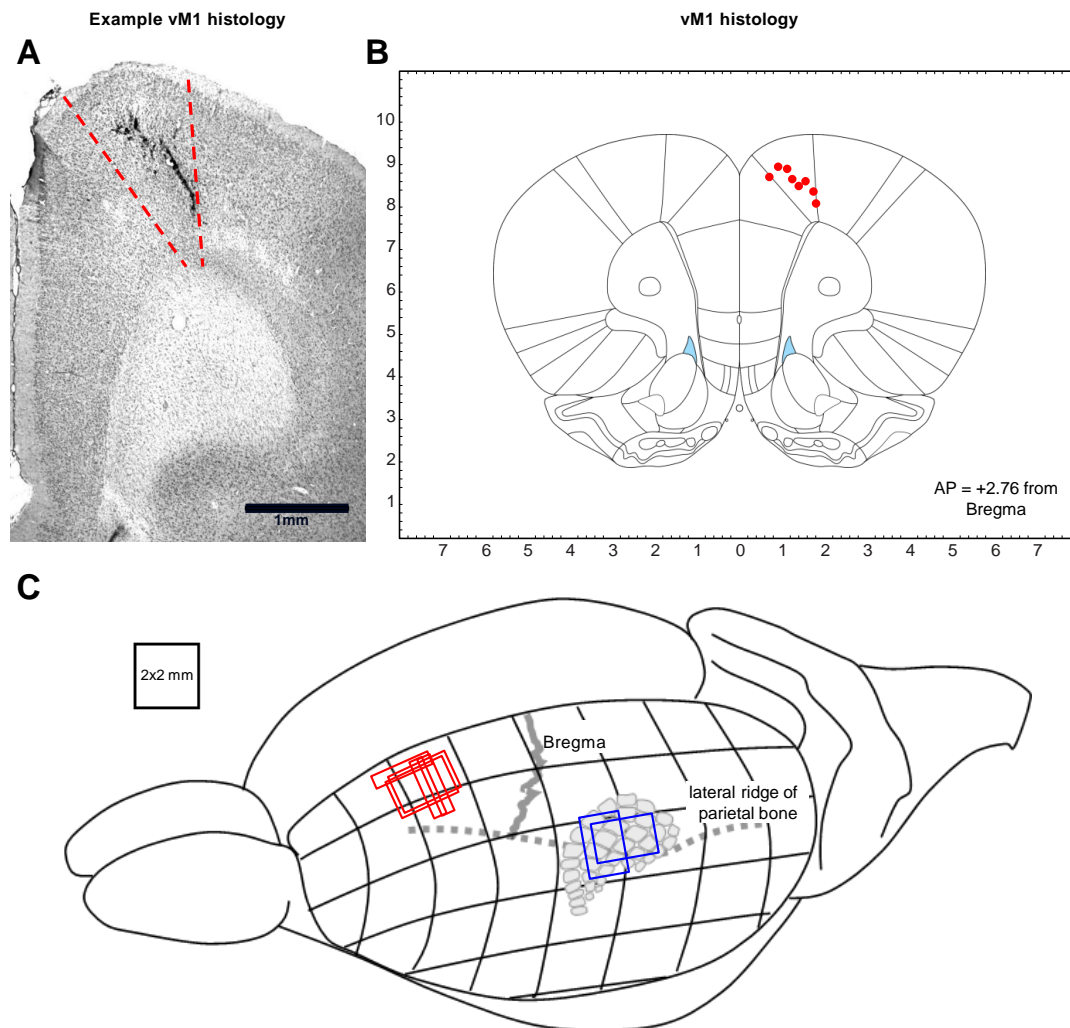 Example vM1 histology
vM1 histology
A
B
10
9
8
7
6
5
4
3
2
1
7 6 5 4 3 2 1 0 1 2 3 4 5 6 7
AP = +2.76 from
Bregma
1mm
C
2x2 mm
Bregma
lateral ridge of
parietal bone